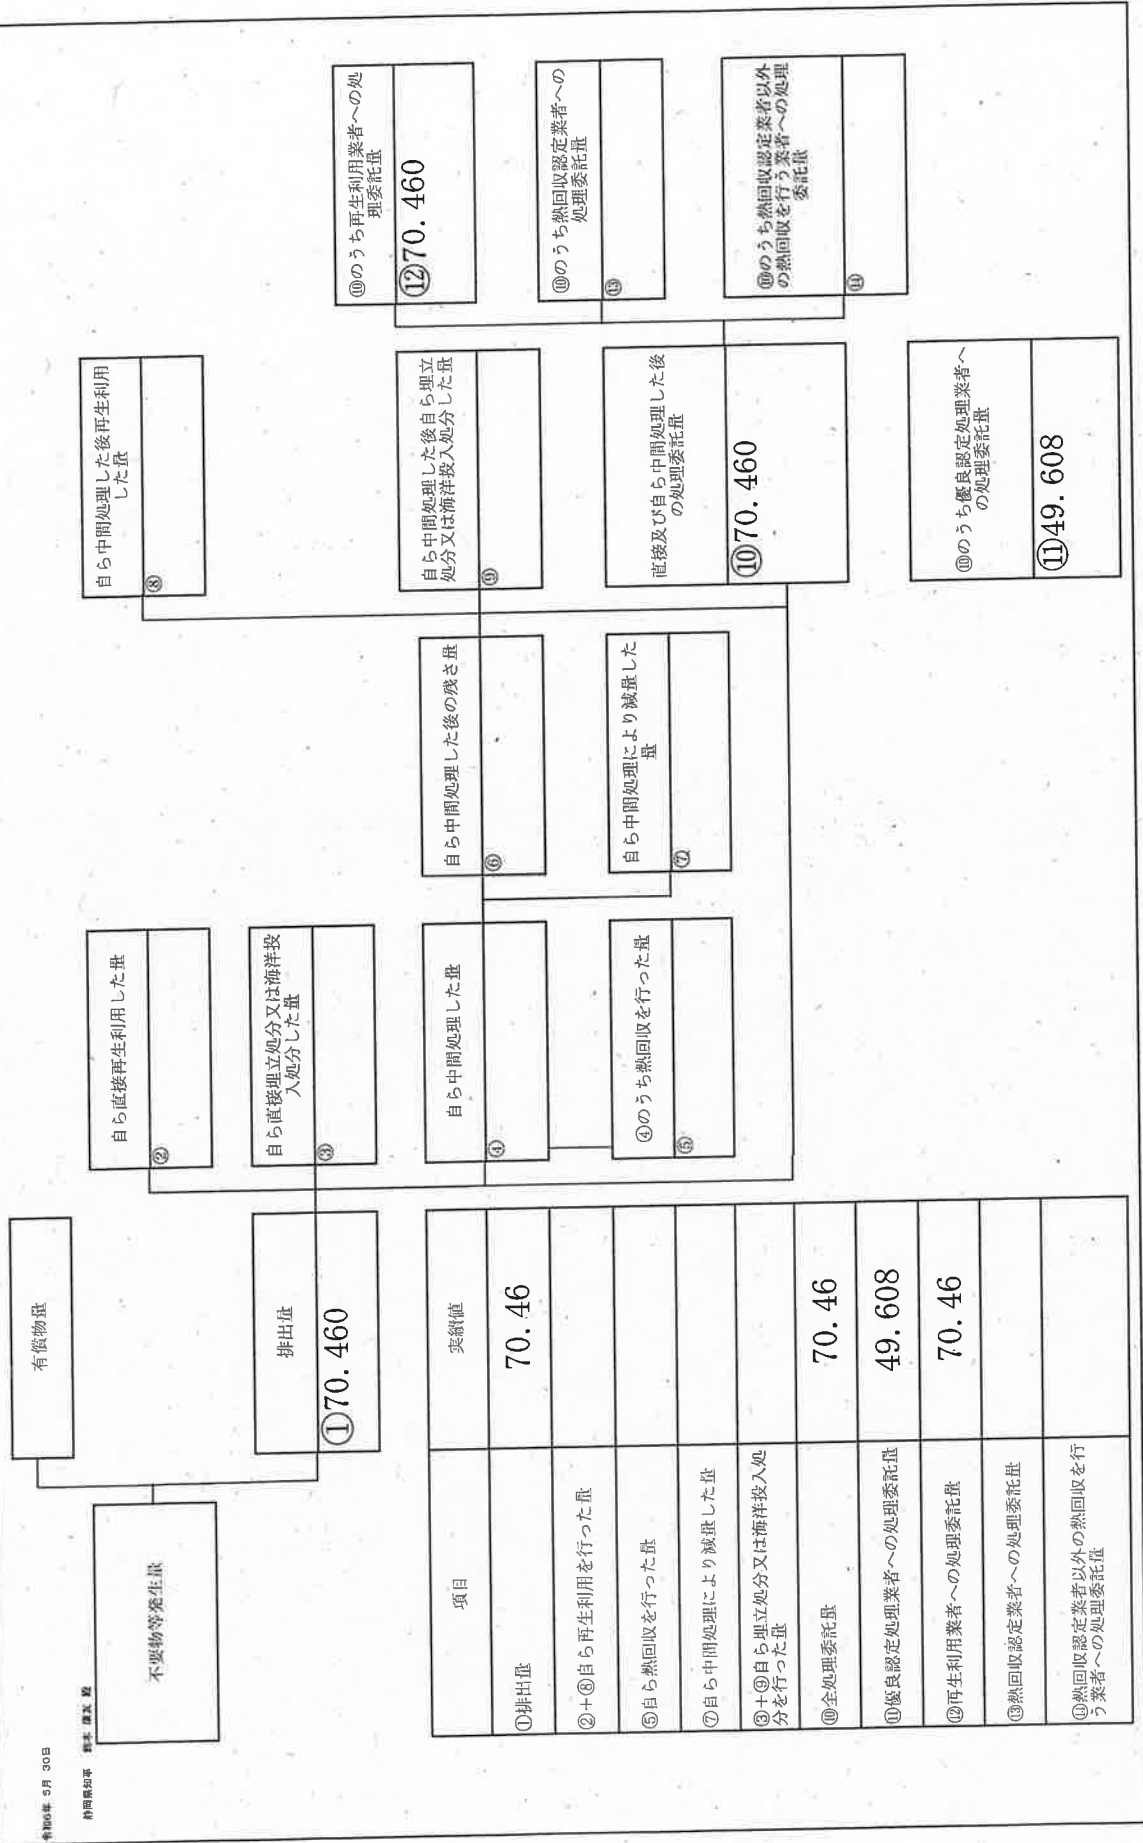 令和6年 5月 30日
静岡県知事 鈴木 康友 殿
不要物等発生量
有償物量
排出量
①70.460
自ら直接再生利用した量
②
自ら直接埋立処分又は海洋投
入処分した量
③
自ら中間処理した量
④
④のうち熱回収を行った量
⑤
自ら中間処理した後の残さ量
⑥
自ら中間処理により減量した
量
⑦
自ら中間処理した後再生利用
した量
⑧
自ら中間処理した後自ら埋立
処分又は海洋投入処分した量
⑨
直接及び自ら中間処理した後
の処理委託量
⑩70.460
⑩のうち優良認定処理業者へ
の処理委託量
⑪49.608
⑩のうち再生利用業者への処
理委託量
⑫70.460
⑩のうち熱回収認定業者への
処理委託量
⑬
⑩のうち熱回収認定業者以外
の熱回収を行う業者への処理
委託量
⑭
項目 実績値
①排出量 70.46
②+⑧自ら再生利用を行った量
⑤自ら熱回収を行った量
⑦自ら中間処理により減量した量
③+⑨自ら埋立処分又は海洋投入処
分を行った量
⑩全処理委託量 70.46
⑪優良認定処理業者への処理委託量 49.608
⑫再生利用業者への処理委託量 70.46
⑬熱回収認定業者への処理委託量
⑭熱回収認定業者以外の熱回収を行
う業者への処理委託量